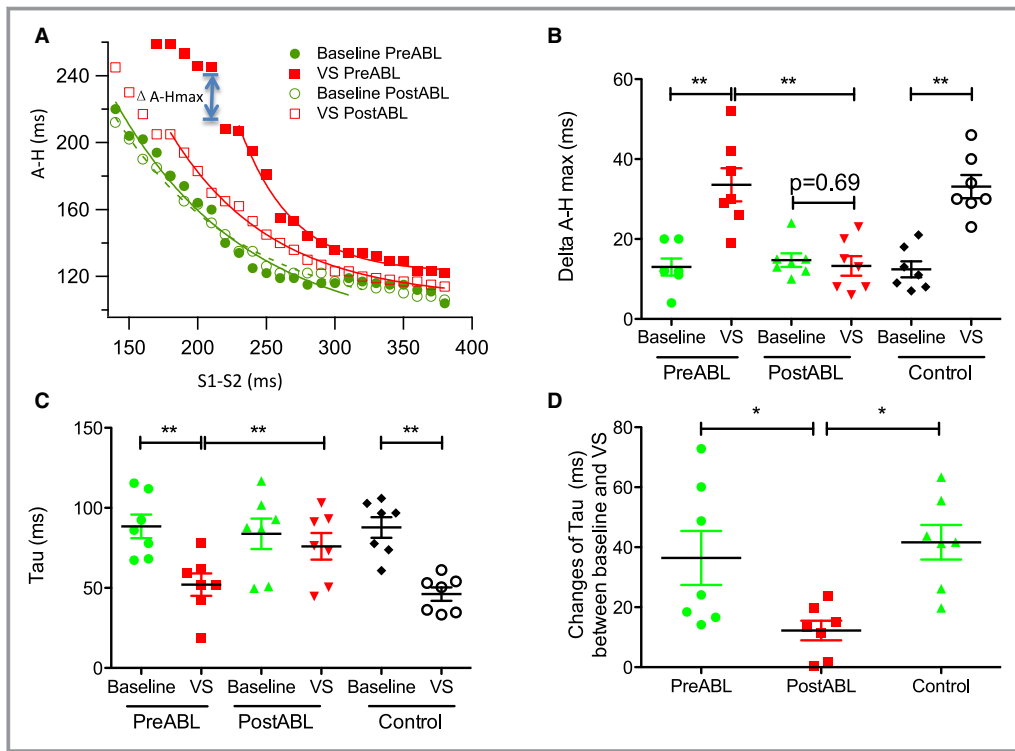 A
A-H (ms)
240
200
160
120
Δ A-Hmax
Baseline PreABL
VS PreABL
Baseline PostABL
VS PostABL
150 200 250 300 350 400
S1-S2 (ms)
B
Delta A-H max (ms)
60
40
20
0
** ** **
p=0.69
Baseline VS Baseline VS Baseline VS
PreABL PostABL Control
C
Tau (ms)
150
100
50
0
** ** **
Baseline VS Baseline VS Baseline VS
PreABL PostABL Control
D
Changes of Tau (ms)
between baseline and VS
80
60
40
20
0
* *
PreABL PostABL Control